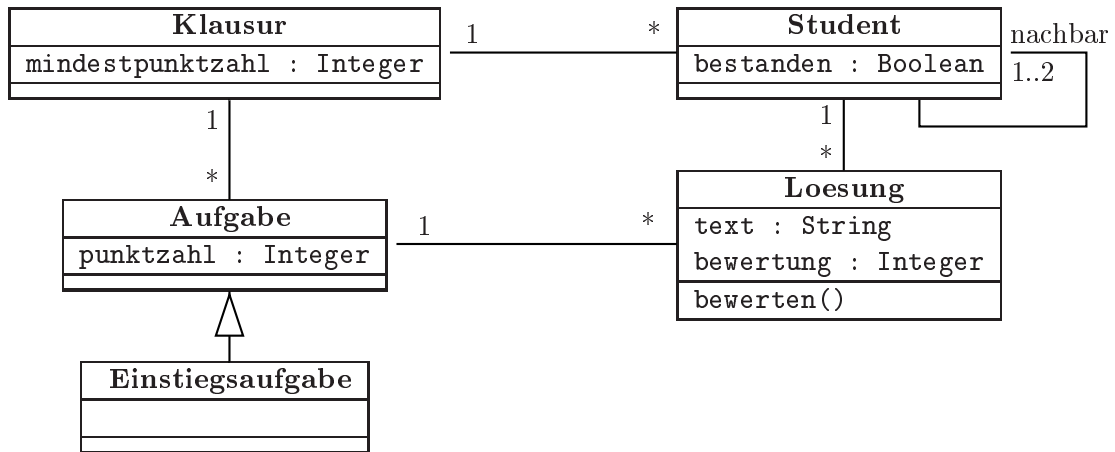 Klausur
mindestpunktzahl : Integer
1
*
Student
bestanden : Boolean
nachbar
1..2
1
*
1
*
Aufgabe
punktzahl : Integer
1
*
Loesung
text : String
bewertung : Integer
bewerten()
Einstiegsaufgabe